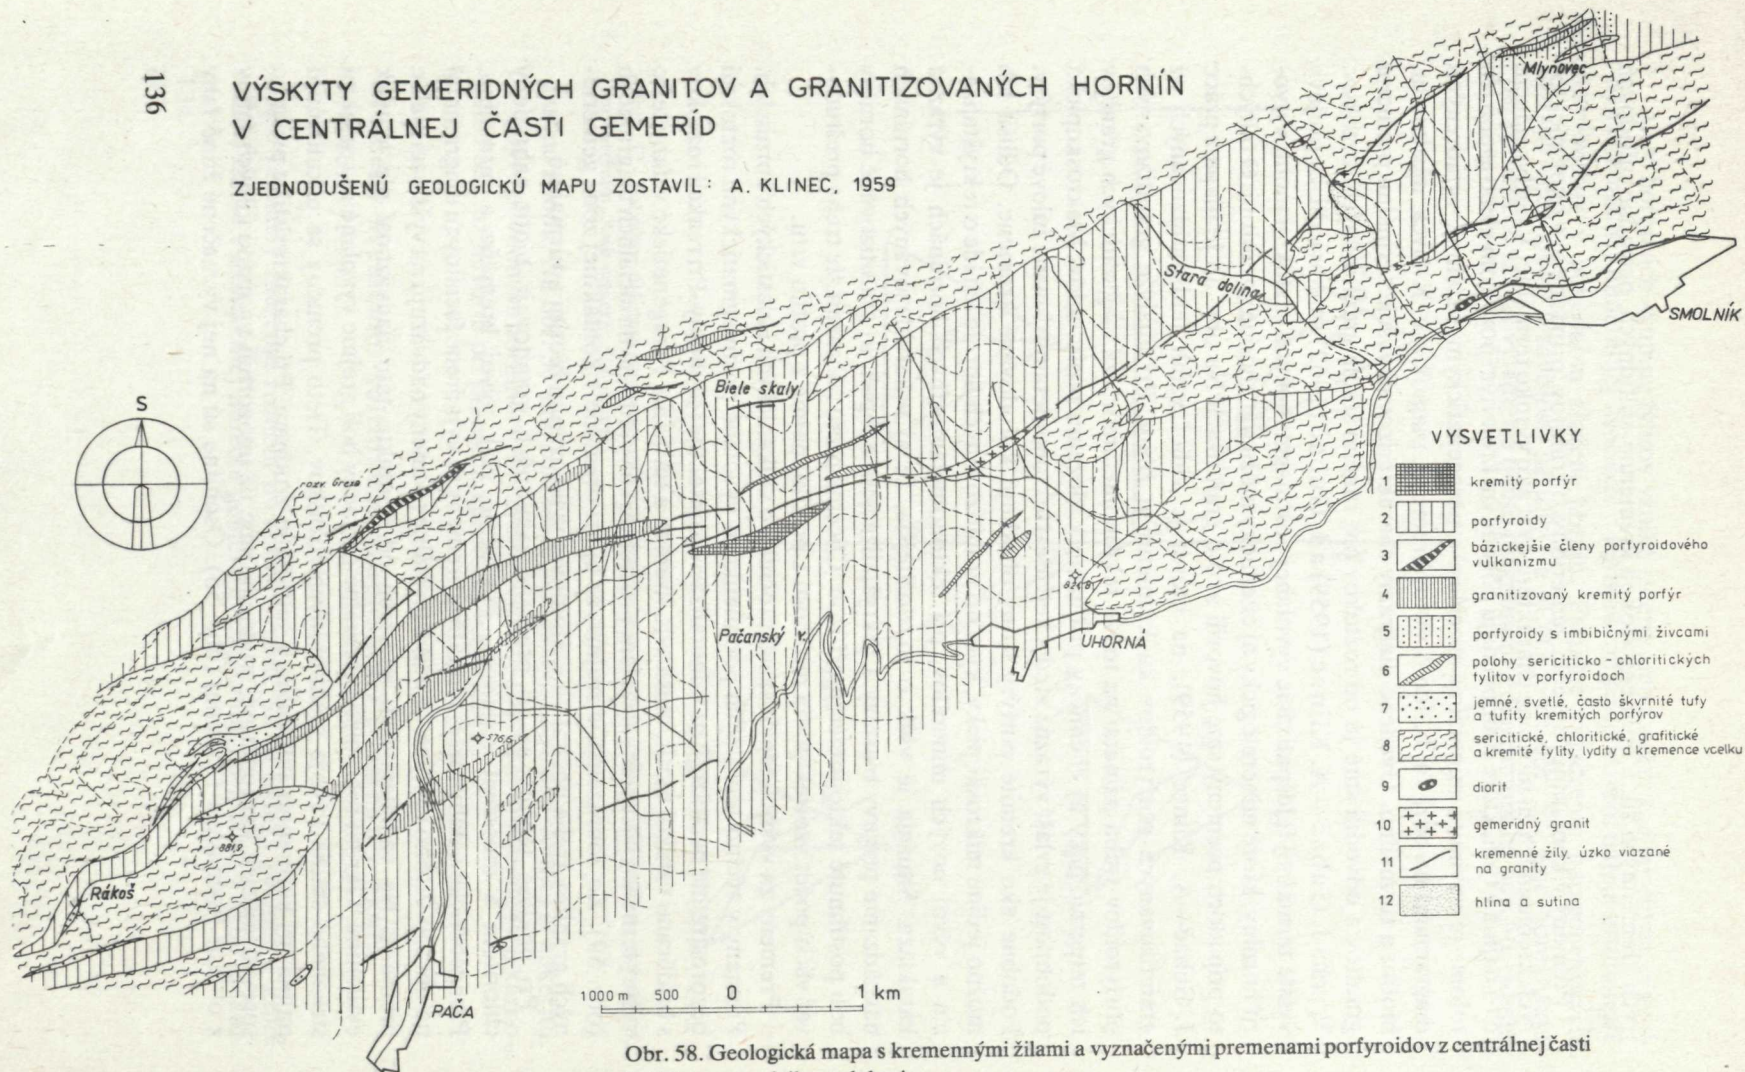 136
VÝSKYTY GEMERIDNÝCH GRANITOV A GRANITIZOVANÝCH HORNÍN
V CENTRÁLNEJ ČASTI GEMERÍD
ZJEDNODUŠENÚ GEOLOGICKÚ MAPU ZOSTAVIL: A. KLINEC, 1959
Mlynovec
Stará dolina
SMOLNÍK
Biele skaly
S
rozv. Grexa
Pačanský v.
UHORNÁ
576,6
Rákoš
PAČA
1000 m 500 0 1 km
VYSVETLIVKY
1 kremitý porfýr
2 porfyroidy
3 bázickejšie členy porfyroidového
vulkanizmu
4 granitizovaný kremitý porfýr
5 porfyroidy s imbibičnými živcami
6 polohy sericiticko-chloritických
fylitov v porfyroidoch
7 jemné, svetlé, často škvrnité tufy
a tufity kremitých porfýrov
8 sericitické, chloritické, grafitické
a kremité fylity, lydity a kremence vcelku
9 diorit
10 gemeridný granit
11 kremenné žily, úzko viazané
na granity
12 hlina a sutina
Obr. 58. Geologická mapa s kremennými žilami a vyznačenými premenami porfyroidov z centrálnej časti